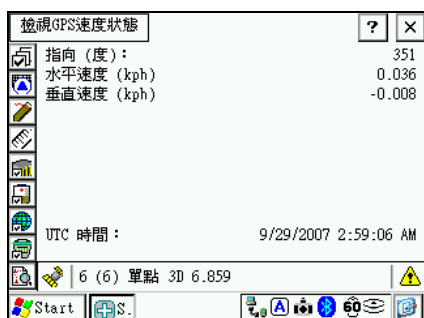 檢視GPS速度狀態 ? ×
指向 (度): 351
水平速度 (kph) 0.036
垂直速度 (kph) -0.008
UTC 時間: 9/29/2007 2:59:06 AM
6 (6) 單點 3D 6.859
Start S. A 60